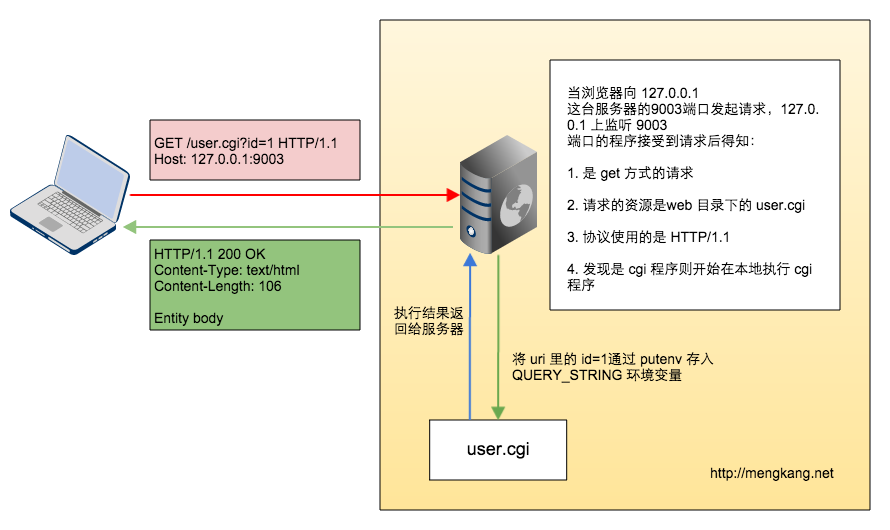 GET /user.cgi?id=1 HTTP/1.1
Host: 127.0.0.1:9003
HTTP/1.1 200 OK
Content-Type: text/html
Content-Length: 106
Entity body
当浏览器向 127.0.0.1
这台服务器的9003端口发起请求，127.0.
0.1 上监听 9003
端口的程序接受到请求后得知：
1. 是 get 方式的请求
2. 请求的资源是web 目录下的 user.cgi
3. 协议使用的是 HTTP/1.1
4. 发现是 cgi 程序则开始在本地执行 cgi
程序
执行结果返
回给服务器
将 uri 里的 id=1通过 putenv 存入
QUERY_STRING 环境变量
user.cgi
http://mengkang.net